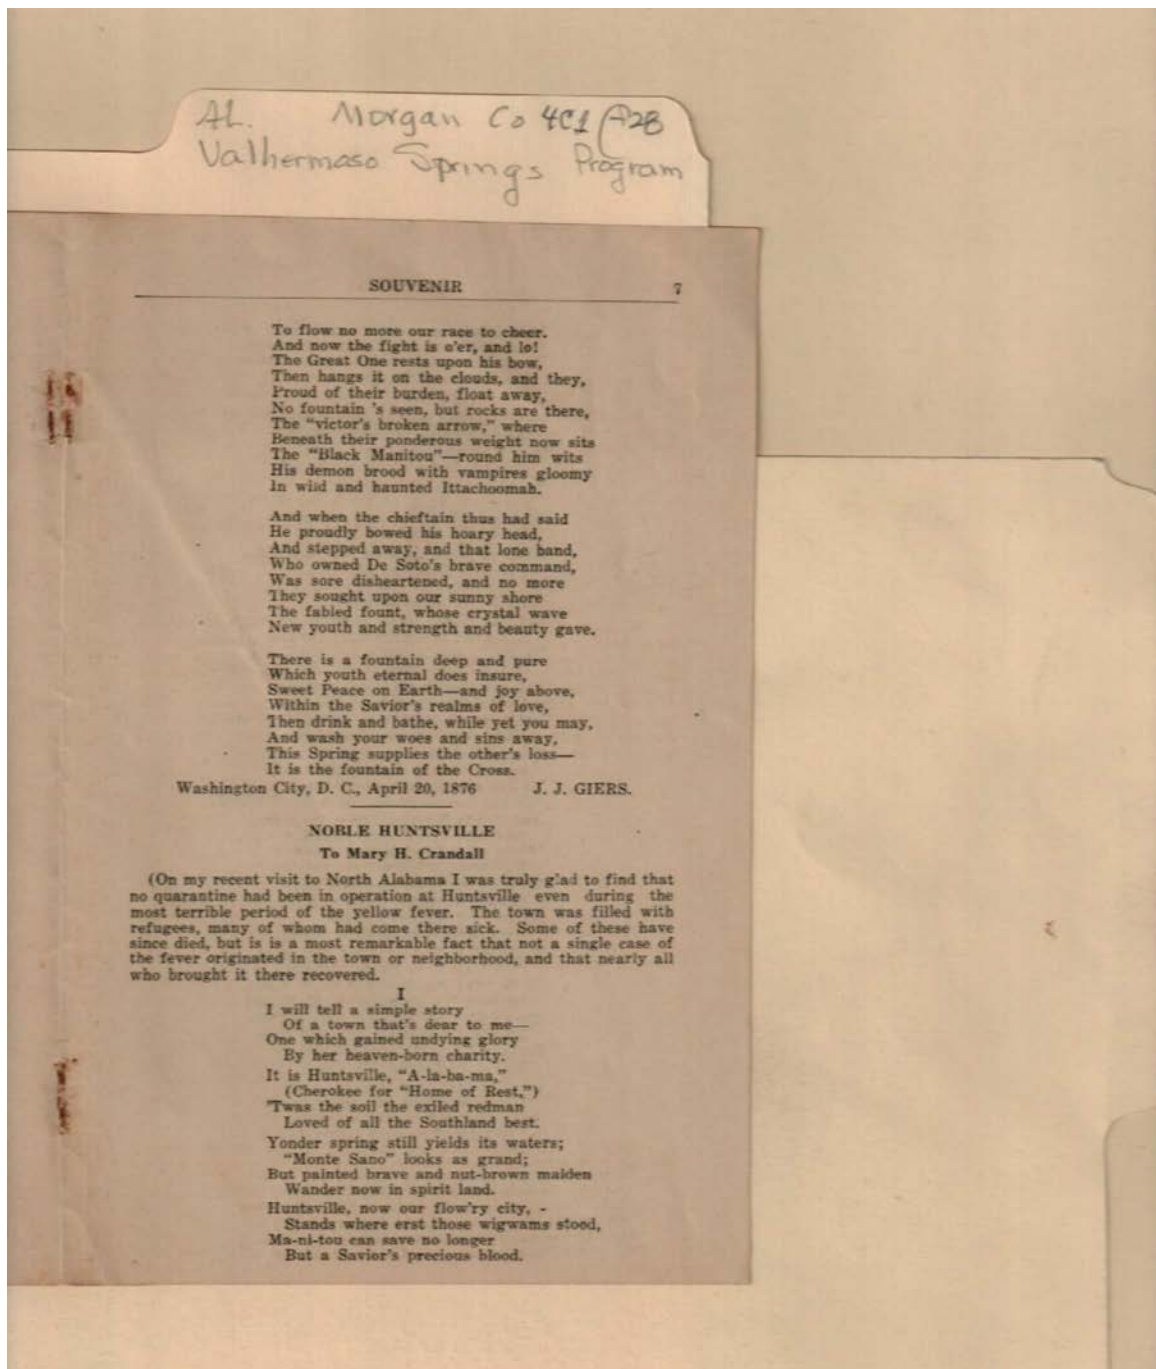 AL. Morgan Co 4C1 F28
Valhermaso Springs Program
SOUVENIR 7
To flow no more our race to cheer.
And now the fight is o'er, and lo!
The Great One rests upon his bow,
Then hangs it on the clouds, and they,
Proud of their burden, float away,
No fountain 's seen, but rocks are there,
The "victor's broken arrow," where
Beneath their ponderous weight now sits
The "Black Manitou"—round him wits
His demon brood with vampires gloomy
In wild and haunted Ittachoomah.
And when the chieftain thus had said
He proudly bowed his hoary head,
And stepped away, and that lone band,
Who owned De Soto's brave command,
Was sore disheartened, and no more
They sought upon our sunny shore
The fabled fount, whose crystal wave
New youth and strength and beauty gave.
There is a fountain deep and pure
Which youth eternal does insure,
Sweet Peace on Earth—and joy above,
Within the Savior's realms of love,
Then drink and bathe, while yet you may,
And wash your woes and sins away,
This Spring supplies the other's loss—
It is the fountain of the Cross.
Washington City, D. C., April 20, 1876 J. J. GIERS.
NOBLE HUNTSVILLE
To Mary H. Crandall
(On my recent visit to North Alabama I was truly glad to find that
no quarantine had been in operation at Huntsville even during the
most terrible period of the yellow fever. The town was filled with
refugees, many of whom had come there sick. Some of these have
since died, but is is a most remarkable fact that not a single case of
the fever originated in the town or neighborhood, and that nearly all
who brought it there recovered.
I
I will tell a simple story
Of a town that's dear to me—
One which gained undying glory
By her heaven-born charity.
It is Huntsville, "A-la-ba-ma,"
(Cherokee for "Home of Rest,")
'Twas the soil the exiled redman
Loved of all the Southland best.
Yonder spring still yields its waters;
"Monte Sano" looks as grand;
But painted brave and nut-brown maiden
Wander now in spirit land.
Huntsville, now our flow'ry city, -
Stands where erst those wigwams stood,
Ma-ni-tou can save no longer
But a Savior's precious blood.